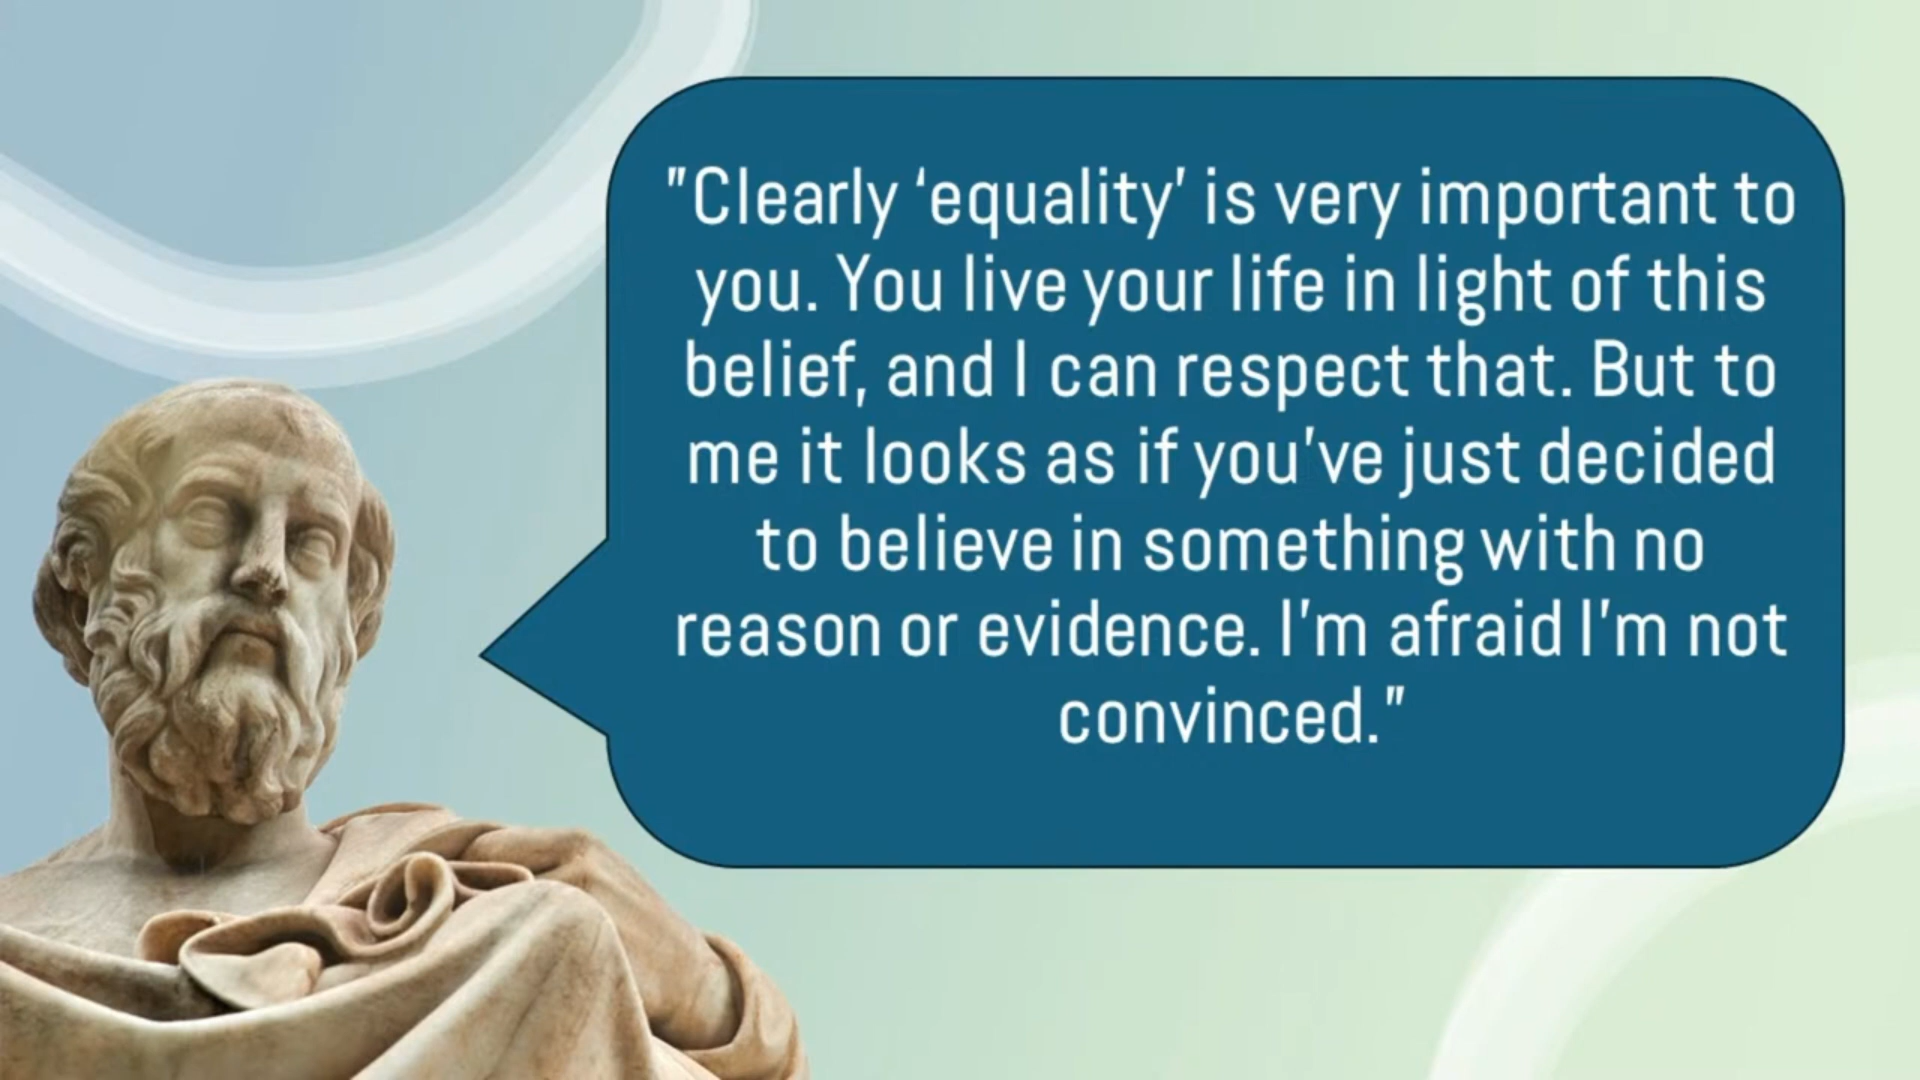 "Clearly ‘equality’ is very important to
you. You live your life in light of this
belief, and I can respect that. But to
me it looks as if you’ve just decided
to believe in something with no
reason or evidence. I’m afraid I’m not
convinced."